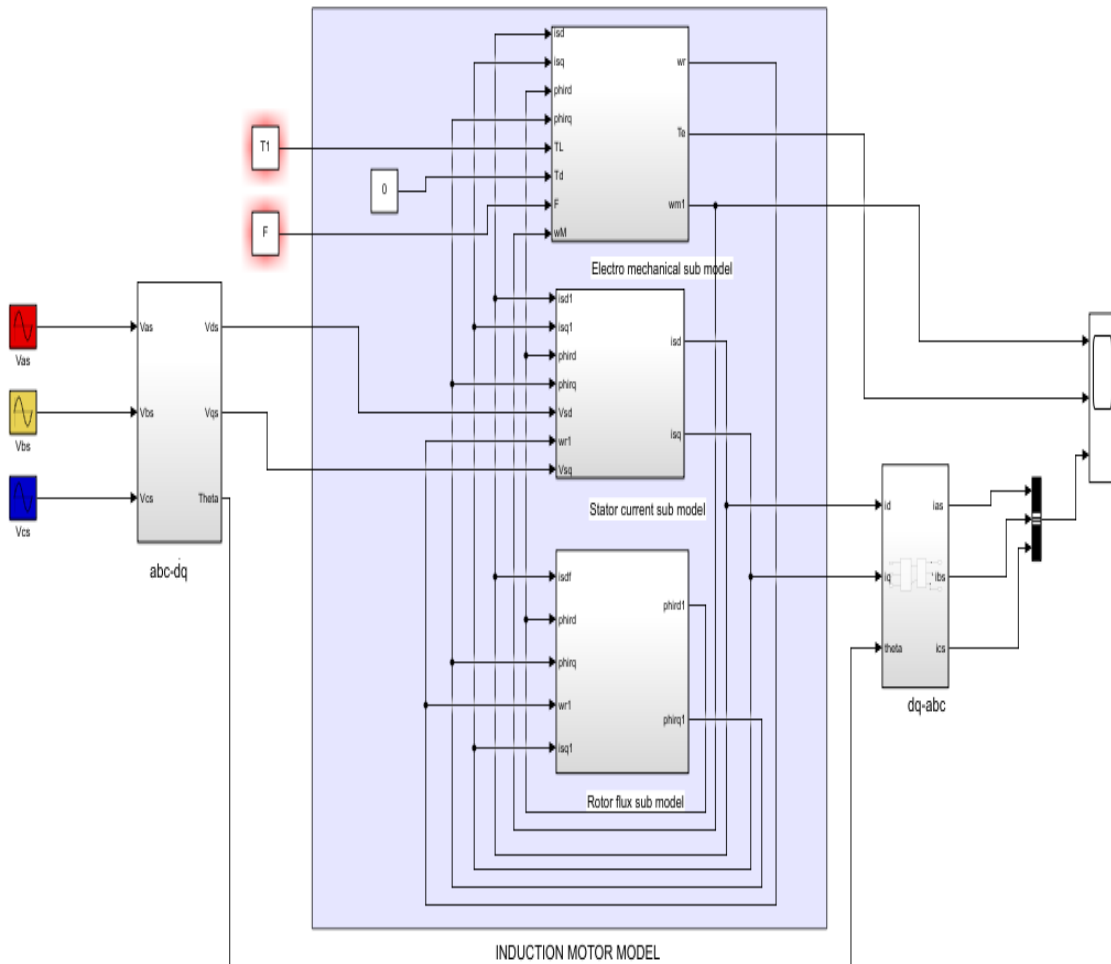 isd
isq
phird
phirq
TL
Td
F
wM
wr
Te
wm1
T1
0
F
Electro mechanical sub model
Vas
Vbs
Vcs
Vas
Vbs
Vcs
Vds
Vqs
Theta
abc-dq
isd1
isq1
phird
phirq
Vsd
wr1
Vsq
isd
isq
Stator current sub model
isdf
phird
phirq
wr1
isq1
phird1
phirq1
Rotor flux sub model
id
iq
theta
ias
ibs
ics
dq-abc
INDUCTION MOTOR MODEL